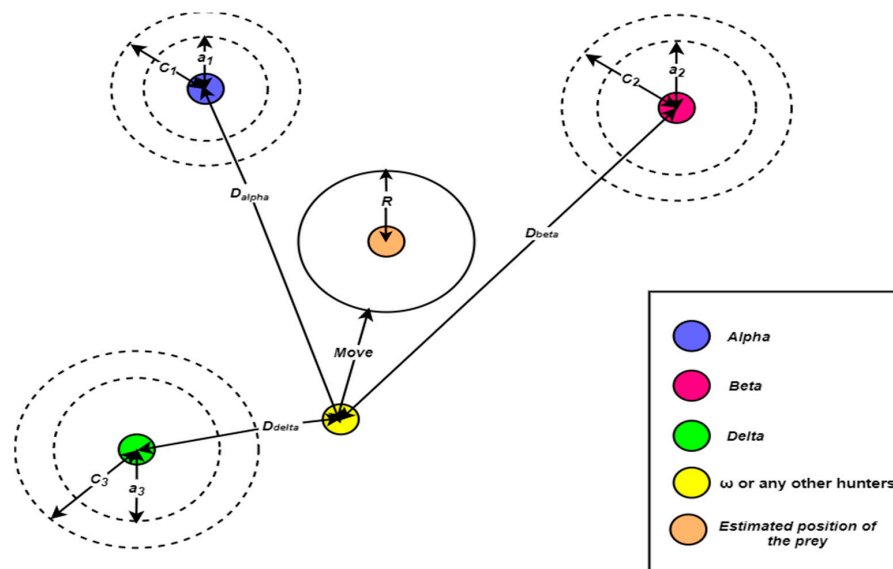 a1
C1
a2
C2
Dalpha
R
Dbeta
Move
Ddelta
C3
a3
Alpha
Beta
Delta
ω or any other hunters
Estimated position of
the prey